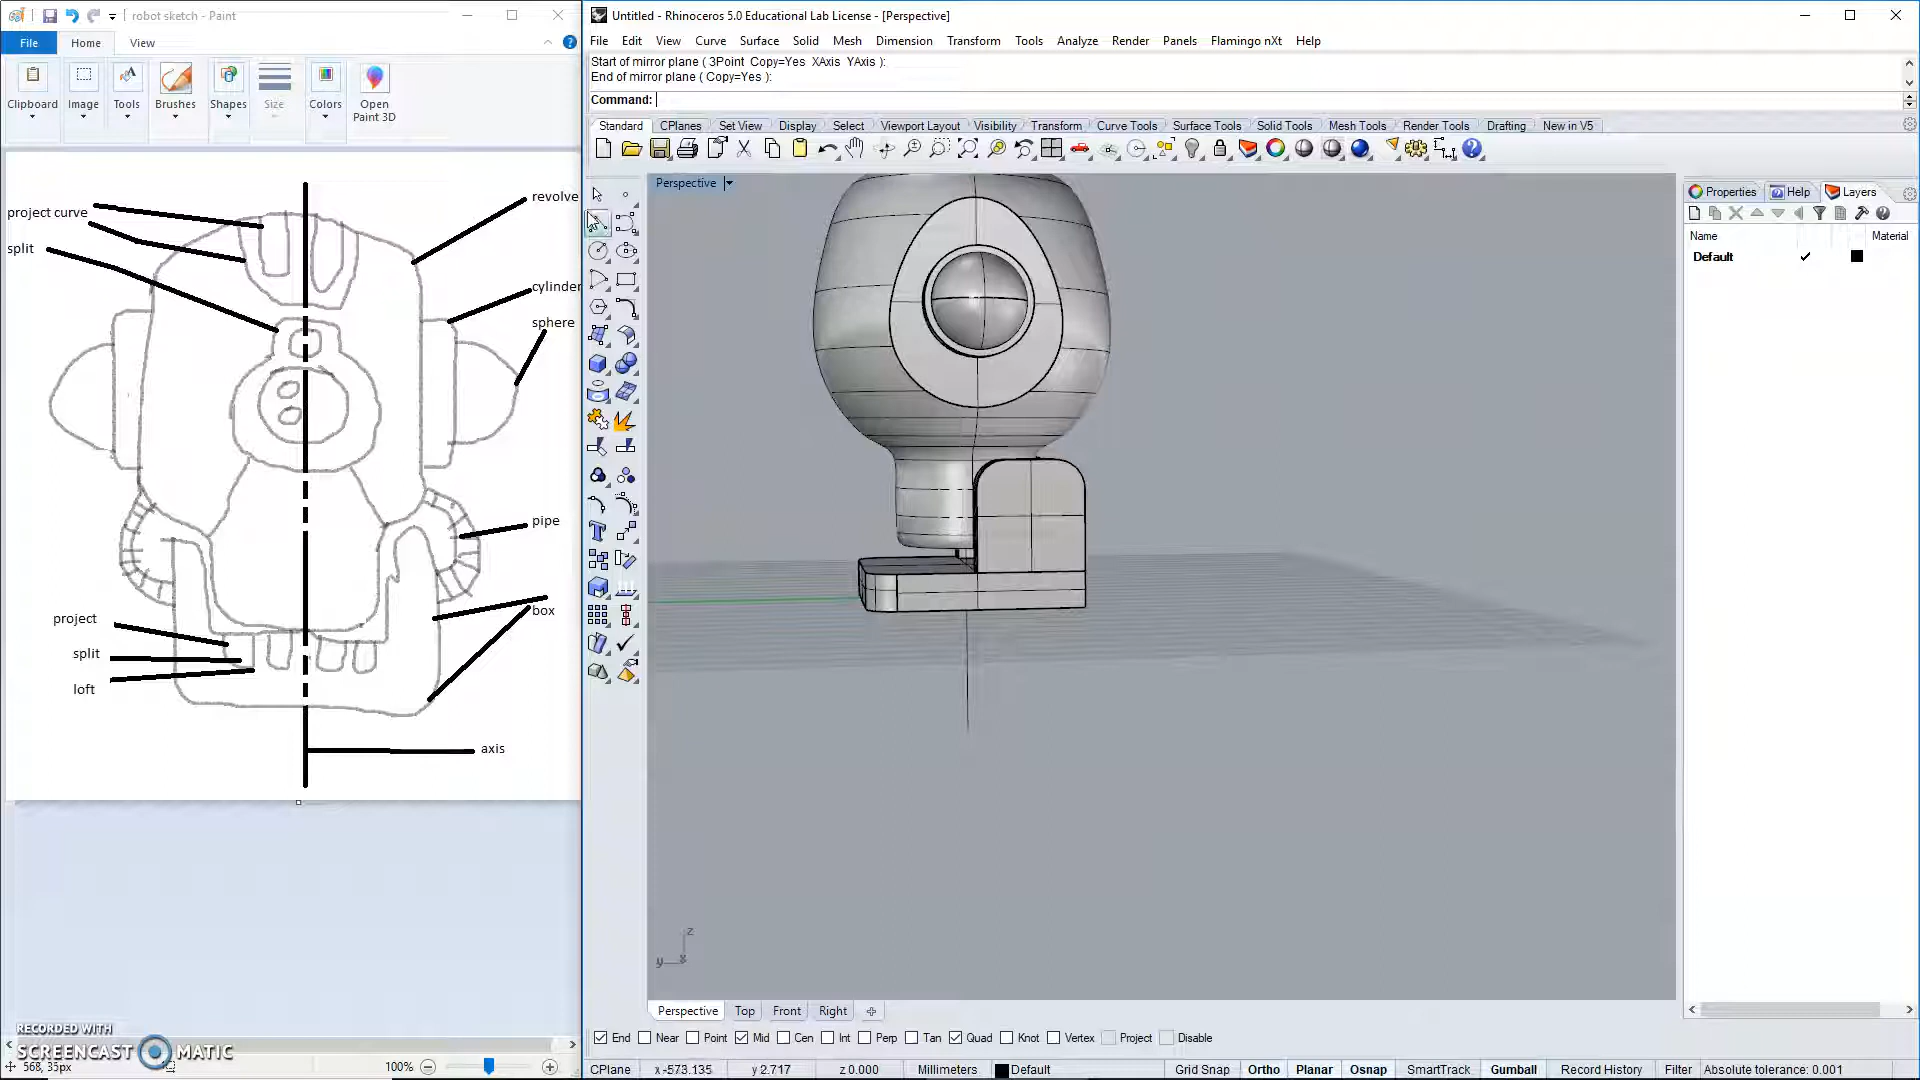 robot sketch - Paint
File
Home
View
Clipboard
Image
Tools
Brushes
Shapes
Size
Colors
Open
Paint 3D
project curve
split
revolve
cylinder
sphere
pipe
box
project
split
loft
axis
RECORDED WITH
SCREENCAST MATIC
568, 35px
100%
Untitled - Rhinoceros 5.0 Educational Lab License - [Perspective]
File Edit View Curve Surface Solid Mesh Dimension Transform Tools Analyze Render Panels Flamingo nXt Help
Start of mirror plane ( 3Point Copy=Yes XAxis YAxis ):
End of mirror plane ( Copy=Yes ):
Command:
Standard CPlanes Set View Display Select Viewport Layout Visibility Transform Curve Tools Surface Tools Solid Tools Mesh Tools Render Tools Drafting New in V5
Perspective
z
y
x
Perspective Top Front Right
End Near Point Mid Cen Int Perp Tan Quad Knot Vertex Project Disable
CPlane x -573.135 y 2.717 z 0.000 Millimeters Default Grid Snap Ortho Planar Osnap SmartTrack Gumball Record History Filter Absolute tolerance: 0.001
Properties Help Layers
Name Material
Default